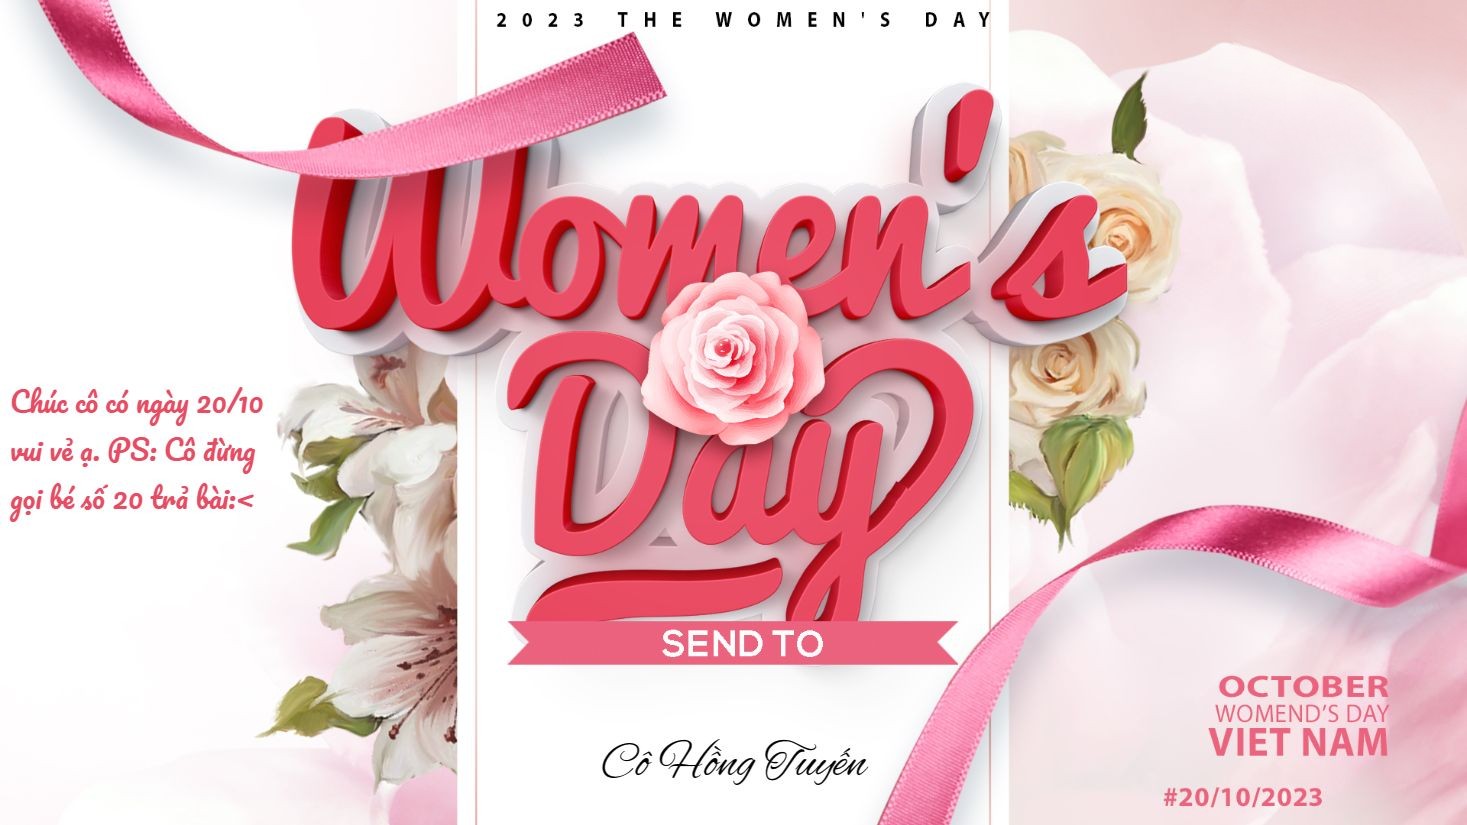 2023 THE WOMEN'S DAY
Women's
Day
Chúc cô có ngày 20/10
vui vẻ ạ. PS: Cô đừng
gọi bé số 20 trả bài:<
SEND TO
Cô Hồng Tuyến
OCTOBER
WOMEND'S DAY
VIET NAM
#20/10/2023